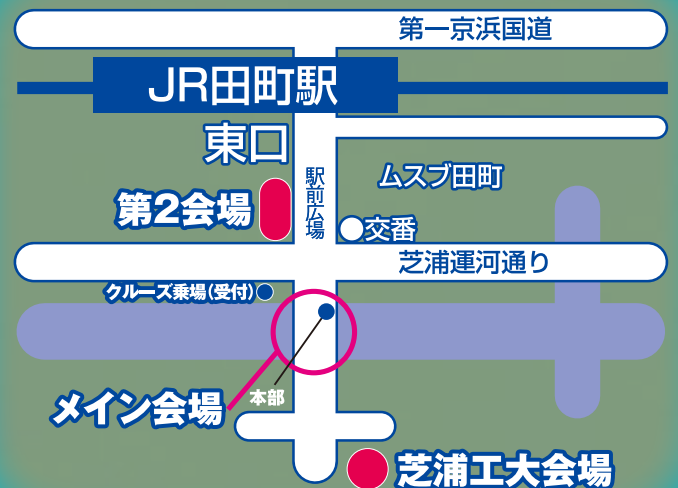 第一京浜国道
JR田町駅
東口
駅前広場
ムスブ田町
第2会場
交番
芝浦運河通り
クルーズ乗場(受付)
本部
メイン会場
芝浦工大会場